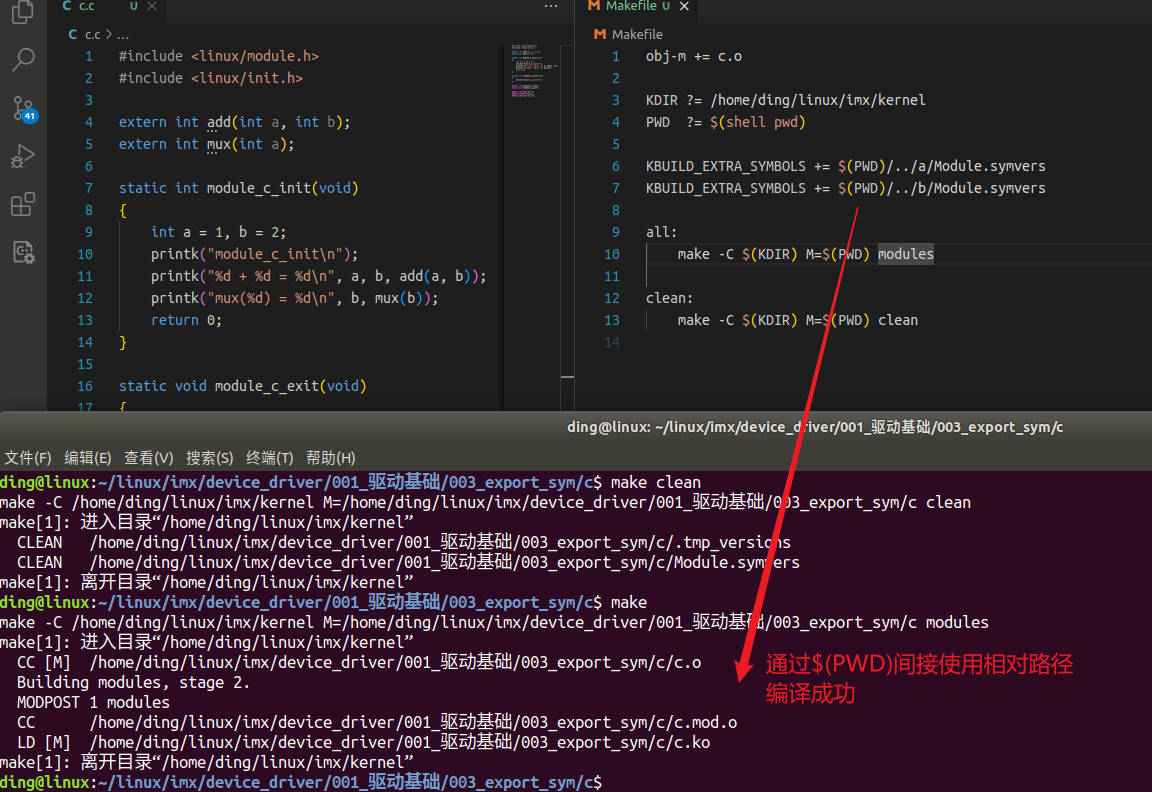 c.c U
c.c > ...
41
1 #include <linux/module.h>
2 #include <linux/init.h>
3
4 extern int add(int a, int b);
5 extern int mux(int a);
6
7 static int module_c_init(void)
8 {
9 int a = 1, b = 2;
10 printk("module_c_init\n");
11 printk("%d + %d = %d\n", a, b, add(a, b));
12 printk("mux(%d) = %d\n", b, mux(b));
13 return 0;
14 }
15
16 static void module_c_exit(void)
17 {
Makefile U
Makefile
1 obj-m += c.o
2
3 KDIR ?= /home/ding/linux/imx/kernel
4 PWD ?= $(shell pwd)
5
6 KBUILD_EXTRA_SYMBOLS += $(PWD)/../a/Module.symvers
7 KBUILD_EXTRA_SYMBOLS += $(PWD)/../b/Module.symvers
8
9 all:
10 make -C $(KDIR) M=$(PWD) modules
11
12 clean:
13 make -C $(KDIR) M=$(PWD) clean
14
ding@linux: ~/linux/imx/device_driver/001_驱动基础/003_export_sym/c
文件(F) 编辑(E) 查看(V) 搜索(S) 终端(T) 帮助(H)
ding@linux:~/linux/imx/device_driver/001_驱动基础/003_export_sym/c$ make clean
make -C /home/ding/linux/imx/kernel M=/home/ding/linux/imx/device_driver/001_驱动基础/003_export_sym/c clean
make[1]: 进入目录“/home/ding/linux/imx/kernel”
CLEAN /home/ding/linux/imx/device_driver/001_驱动基础/003_export_sym/c/.tmp_versions
CLEAN /home/ding/linux/imx/device_driver/001_驱动基础/003_export_sym/c/Module.symvers
make[1]: 离开目录“/home/ding/linux/imx/kernel”
ding@linux:~/linux/imx/device_driver/001_驱动基础/003_export_sym/c$ make
make -C /home/ding/linux/imx/kernel M=/home/ding/linux/imx/device_driver/001_驱动基础/003_export_sym/c modules
make[1]: 进入目录“/home/ding/linux/imx/kernel”
CC [M] /home/ding/linux/imx/device_driver/001_驱动基础/003_export_sym/c/c.o
Building modules, stage 2.
MODPOST 1 modules
CC /home/ding/linux/imx/device_driver/001_驱动基础/003_export_sym/c/c.mod.o
LD [M] /home/ding/linux/imx/device_driver/001_驱动基础/003_export_sym/c/c.ko
make[1]: 离开目录“/home/ding/linux/imx/kernel”
ding@linux:~/linux/imx/device_driver/001_驱动基础/003_export_sym/c$
通过$(PWD)间接使用相对路径
编译成功